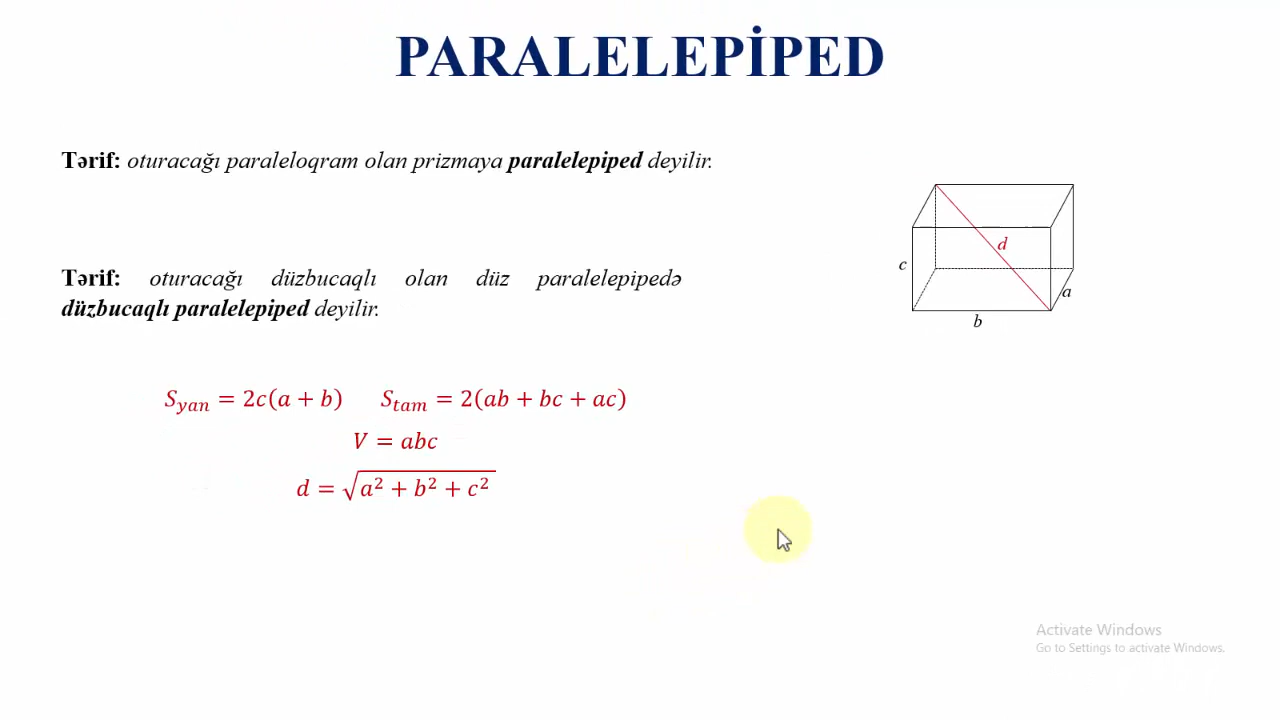 PARALELEPİPED
Tərif: oturacağı paraleloqram olan prizmaya paralelepiped deyilir.
Tərif: oturacağı düzbucaqlı olan düz paralelepipedə
düzbucaqlı paralelepiped deyilir.
d
c
a
b
S_yan = 2c(a + b) S_tam = 2(ab + bc + ac)
V = abc
d = √(a² + b² + c²)
Activate Windows
Go to Settings to activate Windows.